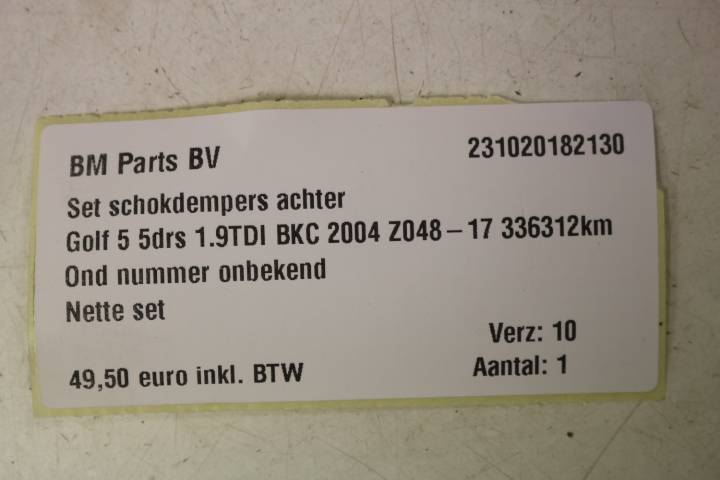 BM Parts BV 231020182130
Set schokdempers achter
Golf 5 5drs 1.9TDI BKC 2004 Z048-17 336312km
Ond nummer onbekend
Nette set
Verz: 10
49,50 euro inkl. BTW Aantal: 1